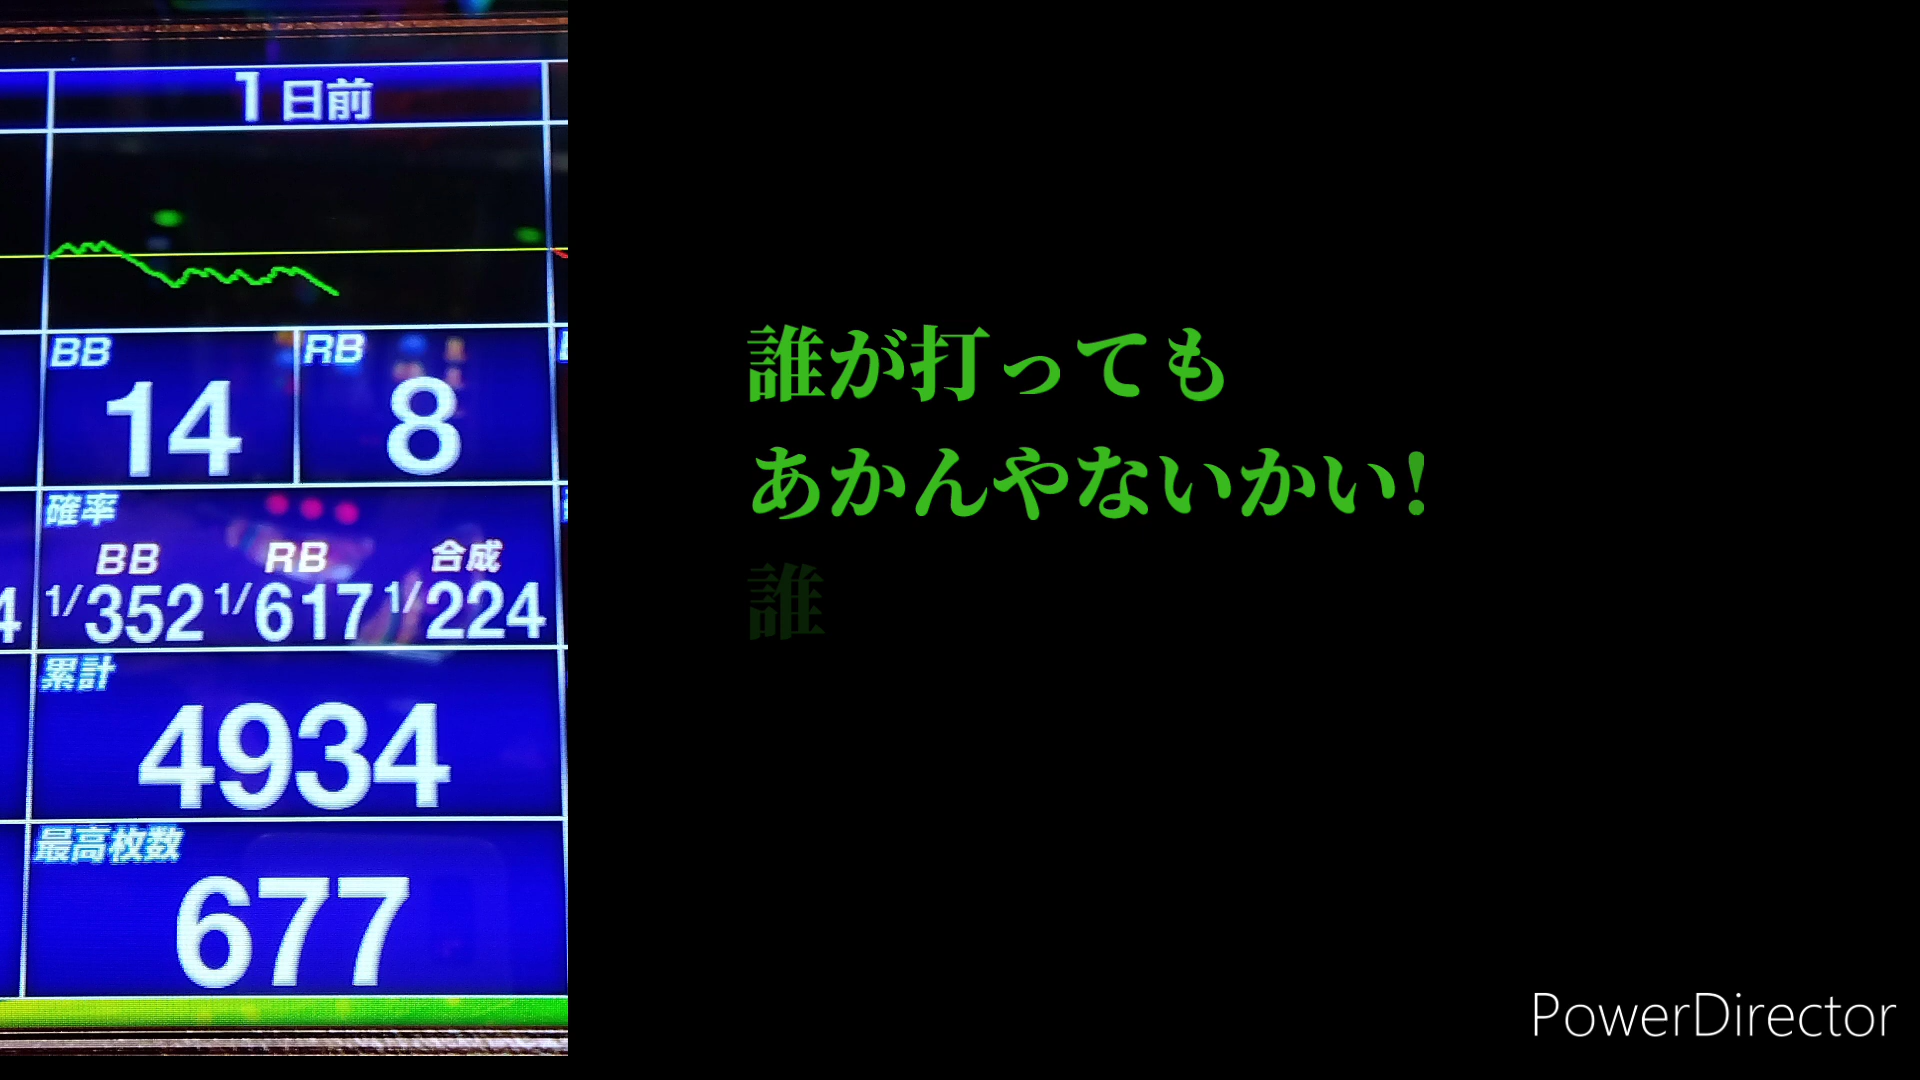 1日前
BB
14
RB
8
確率
BB RB 合成
4 1/352 1/617 1/224
累計
4934
最高枚数
677
誰が打っても
あかんやないかい!
誰
PowerDirector